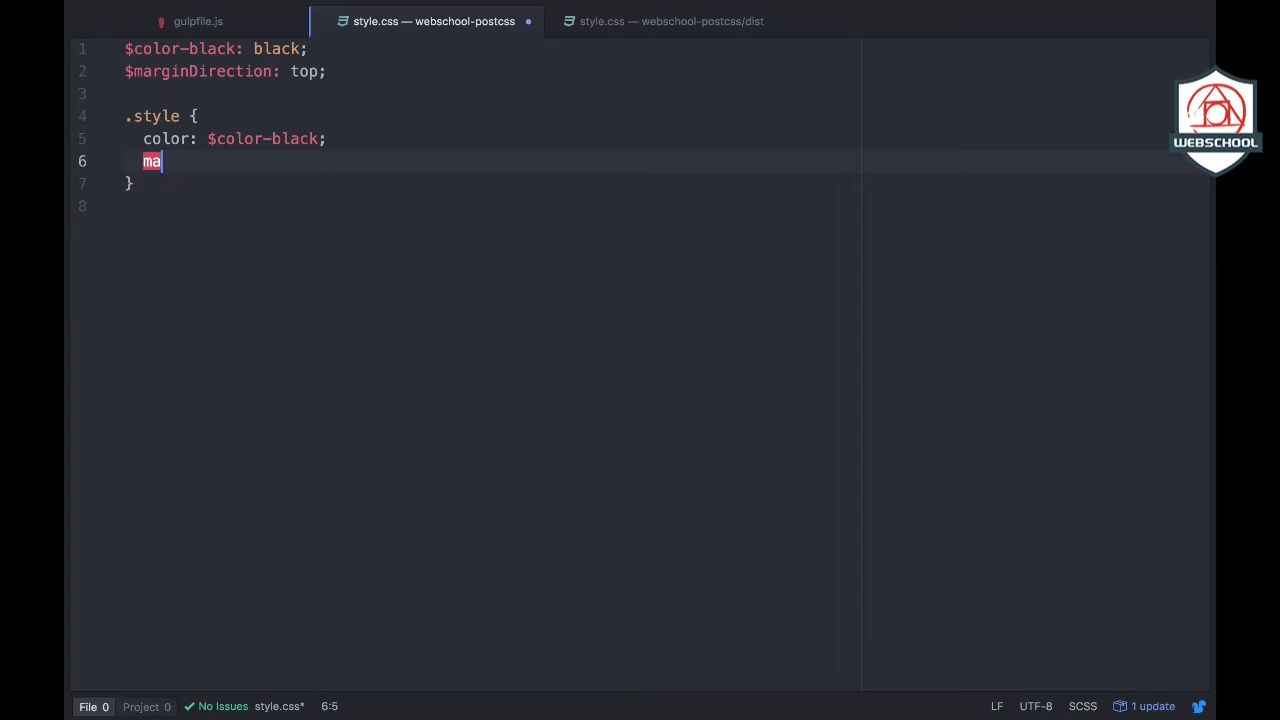 gulpfile.js
style.css — webschool-postcss
style.css — webschool-postcss/dist
1 $color-black: black;
2 $marginDirection: top;
3
4 .style {
5 color: $color-black;
6 ma
7 }
8
WEBSCHOOL
File 0 Project 0 No Issues style.css* 6:5 LF UTF-8 SCSS 1 update